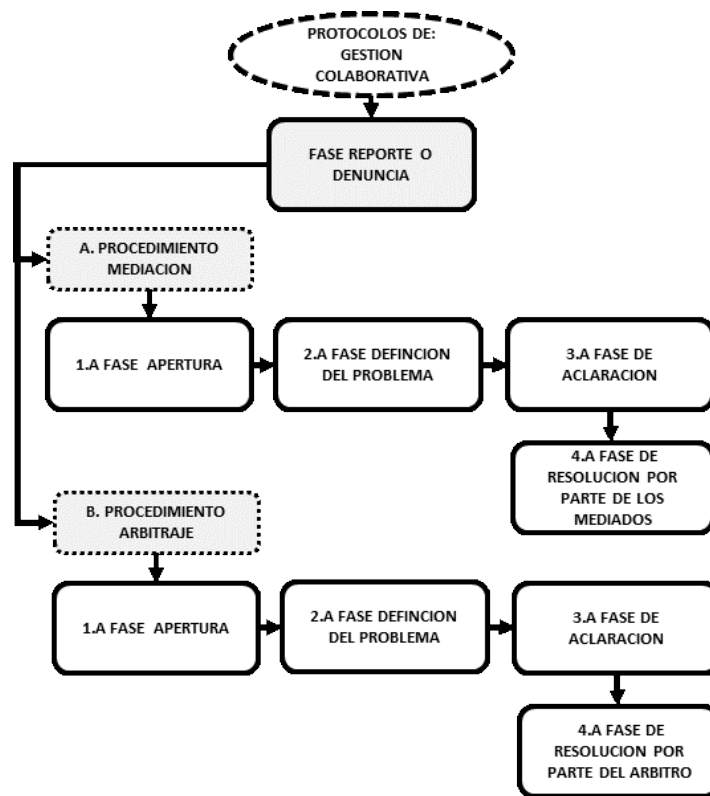 PROTOCOLOS DE:
GESTION
COLABORATIVA
FASE REPORTE O
DENUNCIA
A. PROCEDIMIENTO
MEDIACION
1.A FASE APERTURA
2.A FASE DEFINCION
DEL PROBLEMA
3.A FASE DE
ACLARACION
4.A FASE DE
RESOLUCION POR
PARTE DE LOS
MEDIADOS
B. PROCEDIMIENTO
ARBITRAJE
1.A FASE APERTURA
2.A FASE DEFINCION
DEL PROBLEMA
3.A FASE DE
ACLARACION
4.A FASE DE
RESOLUCION POR
PARTE DEL ARBITRO